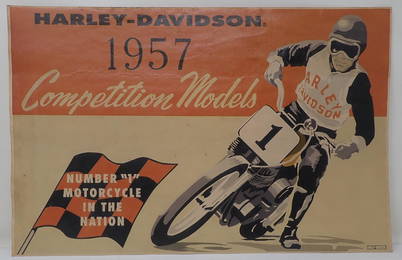 HARLEY-DAVIDSON.
1957
Competition Models
HARLEY
DAVIDSON
1
NUMBER "1"
MOTORCYCLE
IN THE
NATION